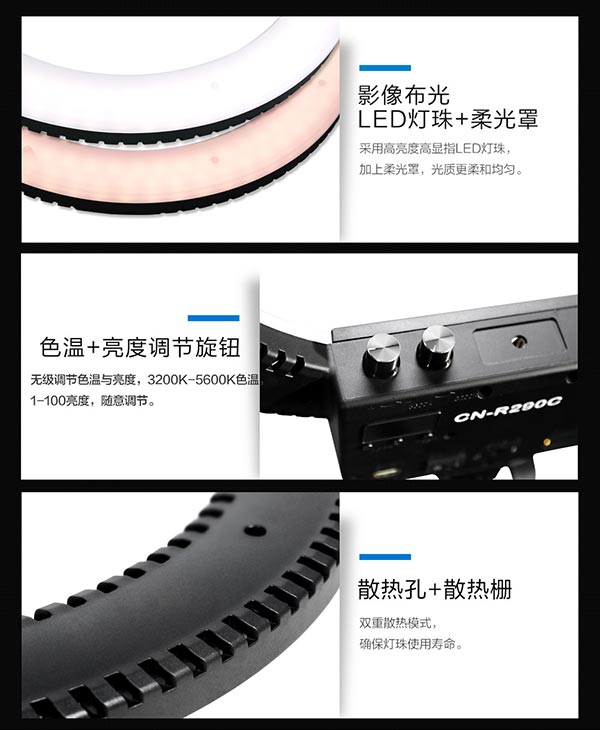 影像布光
LED灯珠+柔光罩
采用高亮度高显指LED灯珠，
加上柔光罩，光质更柔和均匀。
色温+亮度调节旋钮
无级调节色温与亮度，3200K-5600K色温
1-100亮度，随意调节。
CN-R290C
散热孔+散热栅
双重散热模式，
确保灯珠使用寿命。